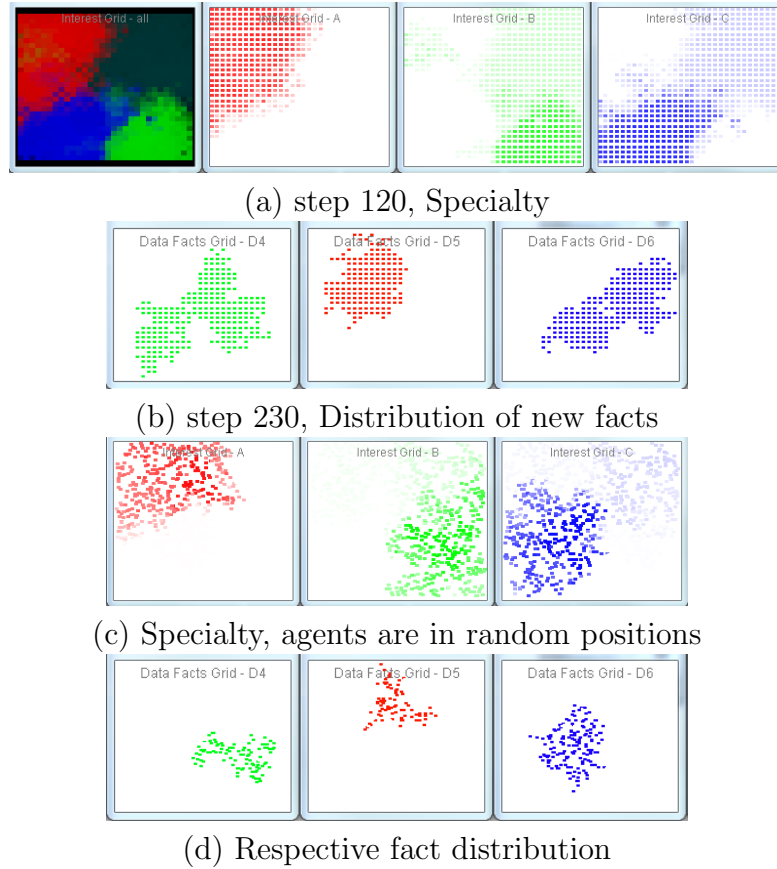 Interest Grid - all Interest Grid - A Interest Grid - B Interest Grid - C
(a) step 120, Specialty
Data Facts Grid - D4 Data Facts Grid - D5 Data Facts Grid - D6
(b) step 230, Distribution of new facts
Interest Grid - A Interest Grid - B Interest Grid - C
(c) Specialty, agents are in random positions
Data Facts Grid - D4 Data Facts Grid - D5 Data Facts Grid - D6
(d) Respective fact distribution